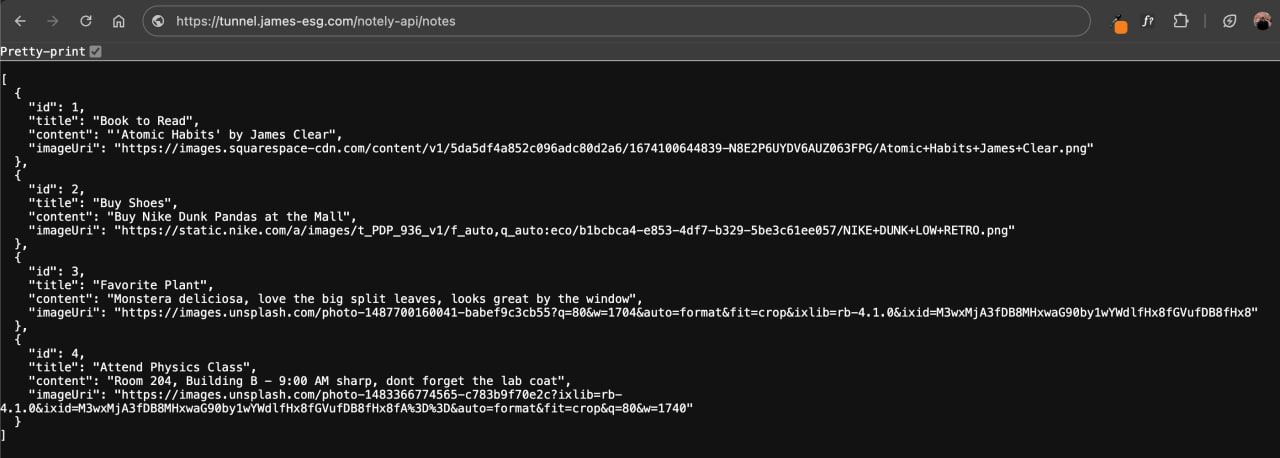 https://tunnel.james-esg.com/notely-api/notes
f?
Pretty-print
[
  {
    "id": 1,
    "title": "Book to Read",
    "content": "'Atomic Habits' by James Clear",
    "imageUri": "https://images.squarespace-cdn.com/content/v1/5da5df4a852c096adc80d2a6/1674100644839-N8E2P6UYDV6AUZ063FPG/Atomic+Habits+James+Clear.png"
  },
  {
    "id": 2,
    "title": "Buy Shoes",
    "content": "Buy Nike Dunk Pandas at the Mall",
    "imageUri": "https://static.nike.com/a/images/t_PDP_936_v1/f_auto,q_auto:eco/b1bcbca4-e853-4df7-b329-5be3c61ee057/NIKE+DUNK+LOW+RETRO.png"
  },
  {
    "id": 3,
    "title": "Favorite Plant",
    "content": "Monstera deliciosa, love the big split leaves, looks great by the window",
    "imageUri": "https://images.unsplash.com/photo-1487700160041-babef9c3cb55?q=80&w=1704&auto=format&fit=crop&ixlib=rb-4.1.0&ixid=M3wxMjA3fDB8MHxwaG90by1wYWdlfHx8fGVufDB8fHx8"
  },
  {
    "id": 4,
    "title": "Attend Physics Class",
    "content": "Room 204, Building B - 9:00 AM sharp, dont forget the lab coat",
    "imageUri": "https://images.unsplash.com/photo-1483366774565-c783b9f70e2c?ixlib=rb-
4.1.0&ixid=M3wxMjA3fDB8MHxwaG90by1wYWdlfHx8fGVufDB8fHx8fA%3D%3D&auto=format&fit=crop&q=80&w=1740"
  }
]